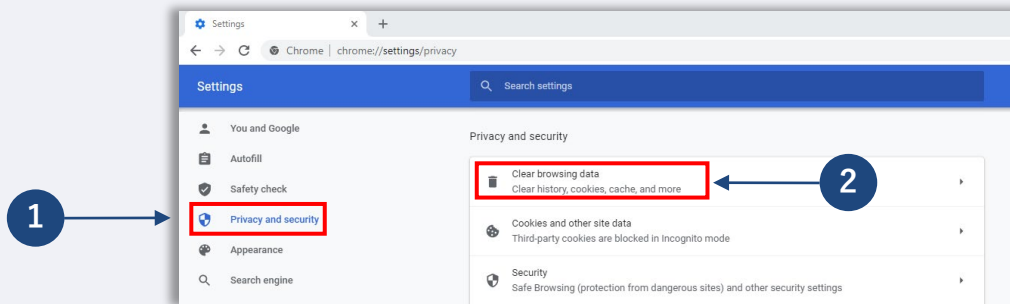 Settings
Chrome | chrome://settings/privacy
Settings
Search settings
You and Google
Autofill
Safety check
Privacy and security
Appearance
Search engine
Privacy and security
Clear browsing data
Clear history, cookies, cache, and more
Cookies and other site data
Third-party cookies are blocked in Incognito mode
Security
Safe Browsing (protection from dangerous sites) and other security settings
1
2